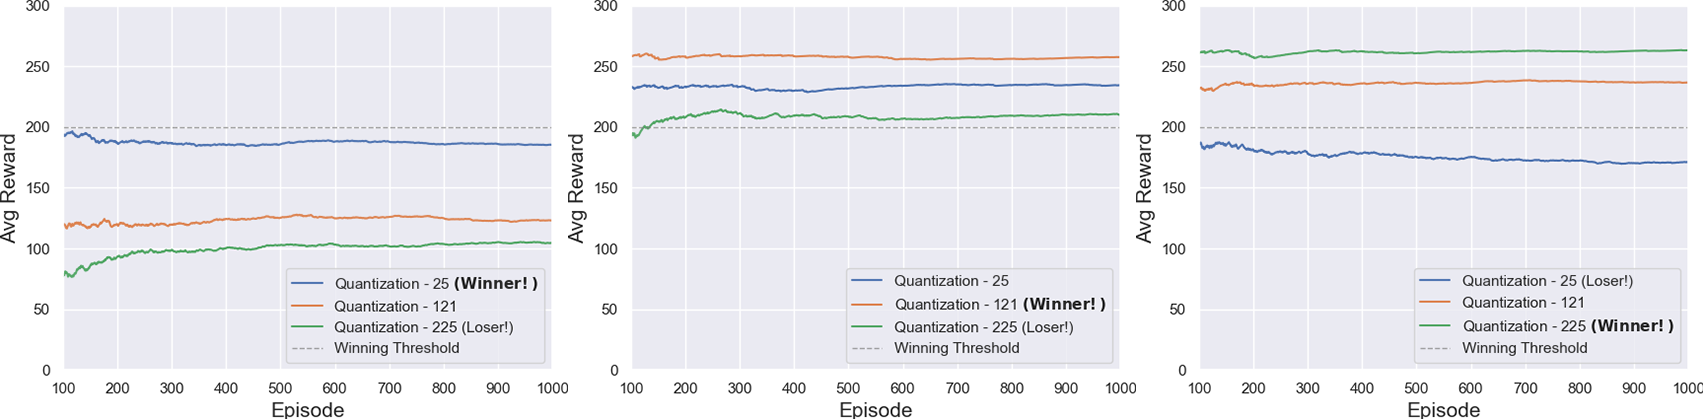 300
250
200
150
100
50
0
Avg Reward
Quantization - 25 (Winner! )
Quantization - 121
Quantization - 225 (Loser!)
Winning Threshold
100 200 300 400 500 600 700 800 900 1000
Episode
300
250
200
150
100
50
0
Avg Reward
Quantization - 25
Quantization - 121 (Winner! )
Quantization - 225 (Loser!)
Winning Threshold
100 200 300 400 500 600 700 800 900 1000
Episode
300
250
200
150
100
50
0
Avg Reward
Quantization - 25 (Loser!)
Quantization - 121
Quantization - 225 (Winner! )
Winning Threshold
100 200 300 400 500 600 700 800 900 1000
Episode